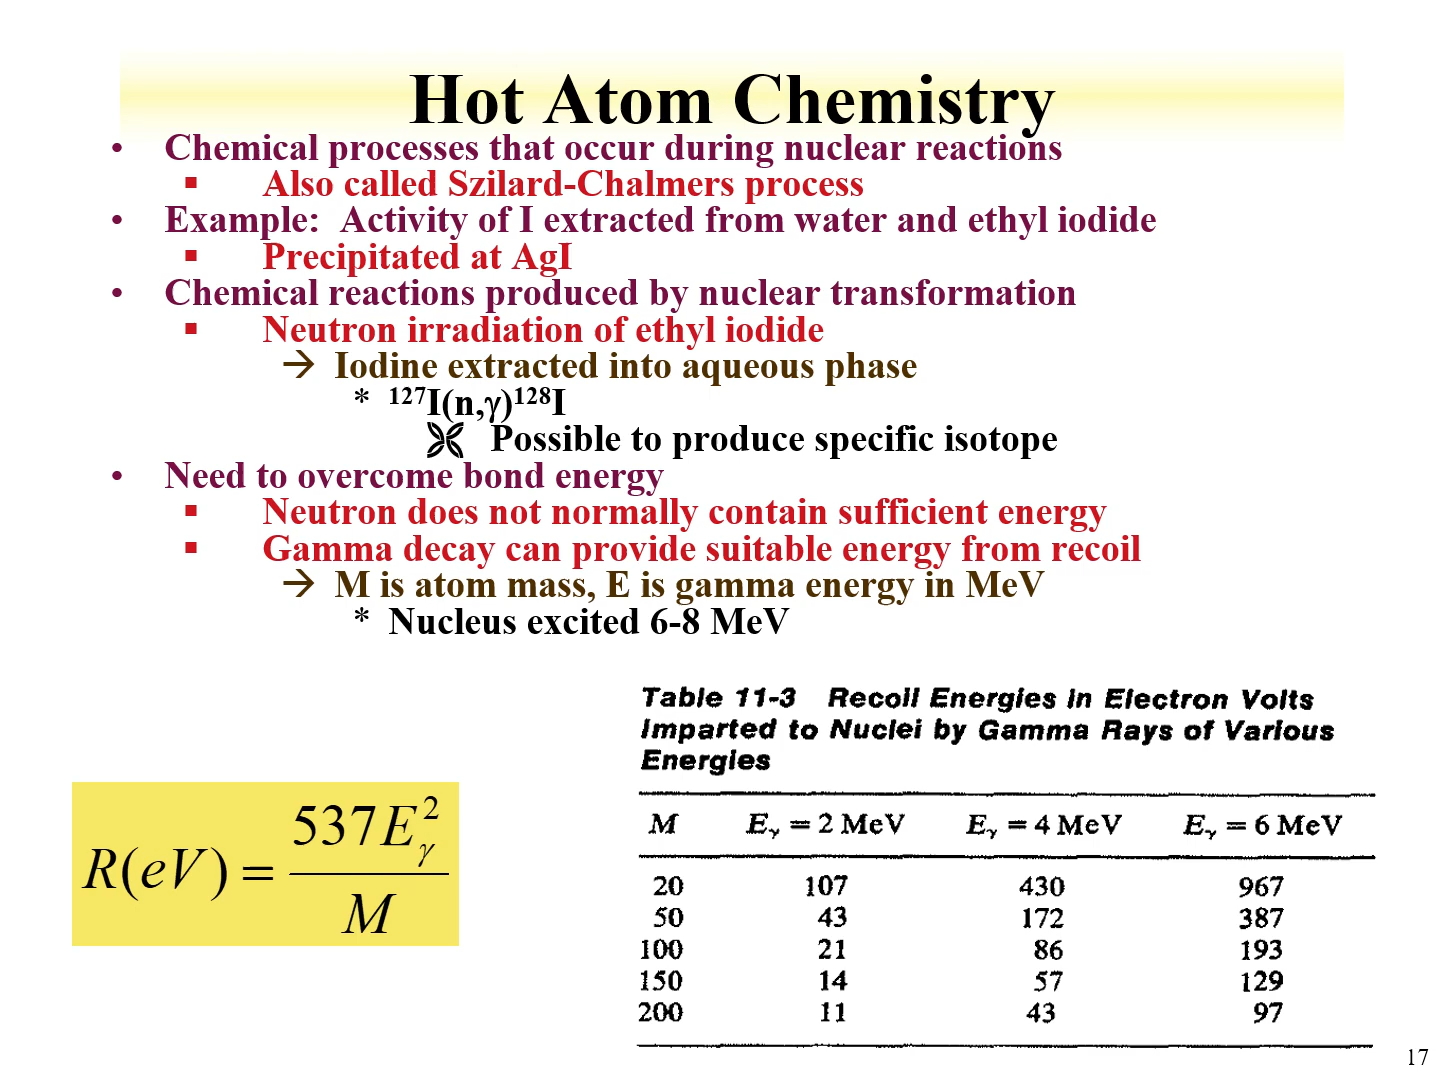 Hot Atom Chemistry
• Chemical processes that occur during nuclear reactions
▪ Also called Szilard-Chalmers process
• Example: Activity of I extracted from water and ethyl iodide
▪ Precipitated at AgI
• Chemical reactions produced by nuclear transformation
▪ Neutron irradiation of ethyl iodide
→ Iodine extracted into aqueous phase
* ¹²⁷I(n,γ)¹²⁸I
Possible to produce specific isotope
• Need to overcome bond energy
▪ Neutron does not normally contain sufficient energy
▪ Gamma decay can provide suitable energy from recoil
→ M is atom mass, E is gamma energy in MeV
* Nucleus excited 6-8 MeV
R(eV) = 537E_γ^2 / M
Table 11-3 Recoil Energies in Electron Volts
Imparted to Nuclei by Gamma Rays of Various
Energies
M E_γ = 2 MeV E_γ = 4 MeV E_γ = 6 MeV
20 107 430 967
50 43 172 387
100 21 86 193
150 14 57 129
200 11 43 97
17